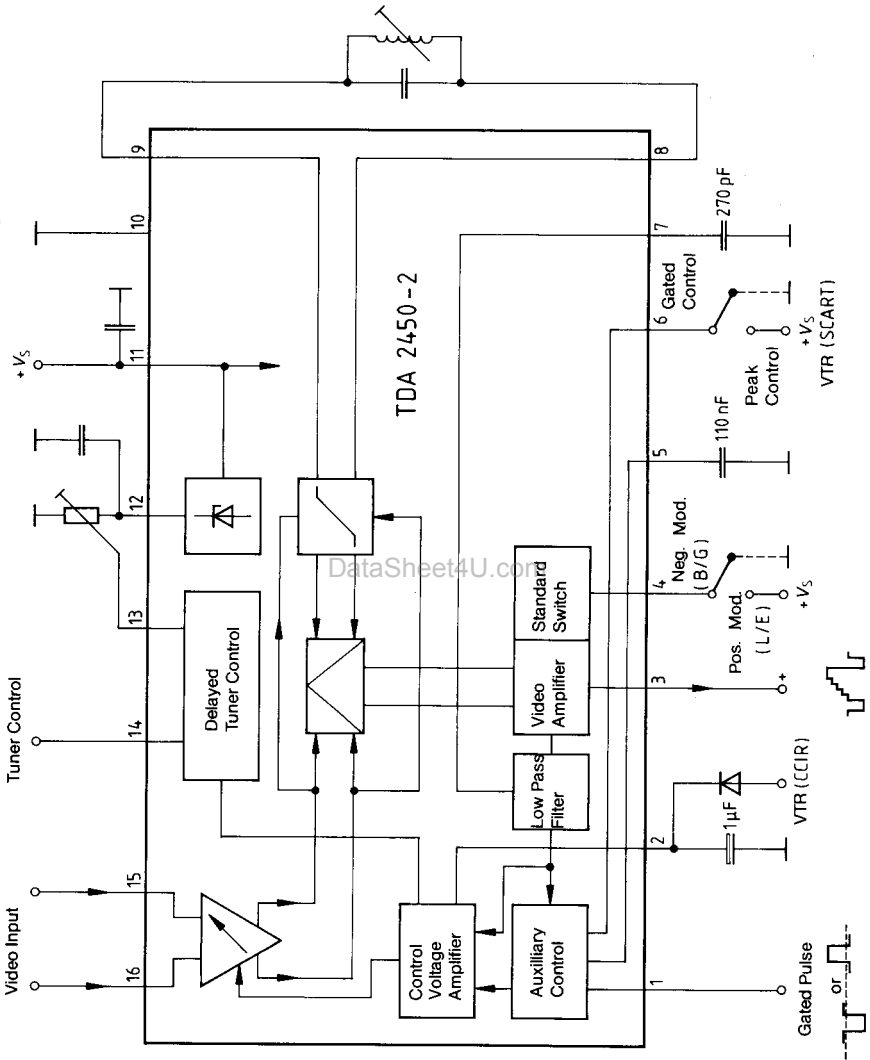 Video Input
Tuner Control
+VS
16
15
14
13
12
11
10
9
Delayed
Tuner Control
TDA 2450-2
DataSheet4U.com
Control
Voltage
Amplifier
Auxilliary
Control
Low Pass
Filter
Video
Amplifier
Standard
Switch
1
2
3
4
5
6
7
8
Gated Pulse
or
1µF
VTR (CCIR)
+
Neg. Mod.
(B/G)
Pos. Mod.
(L/E)
+VS
110 nF
Gated
Control
Peak
Control
+VS
VTR (SCART)
270 pF